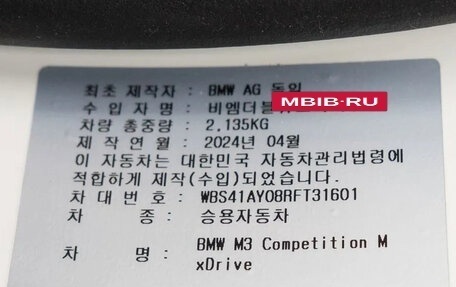 최초 제작자 : BMW AG 독일
수 입 자 명 : 비엠더블
MBIB-RU
차량 총중량 : 2,135KG
제 작 연 월 : 2024년 04월
이 자동차는 대한민국 자동차관리법령에
적합하게 제작(수입)되었습니다.
차 대 번 호 : WBS41AY08RFT31601
차 종 : 승용자동차
차 명 : BMW M3 Competition M
xDrive